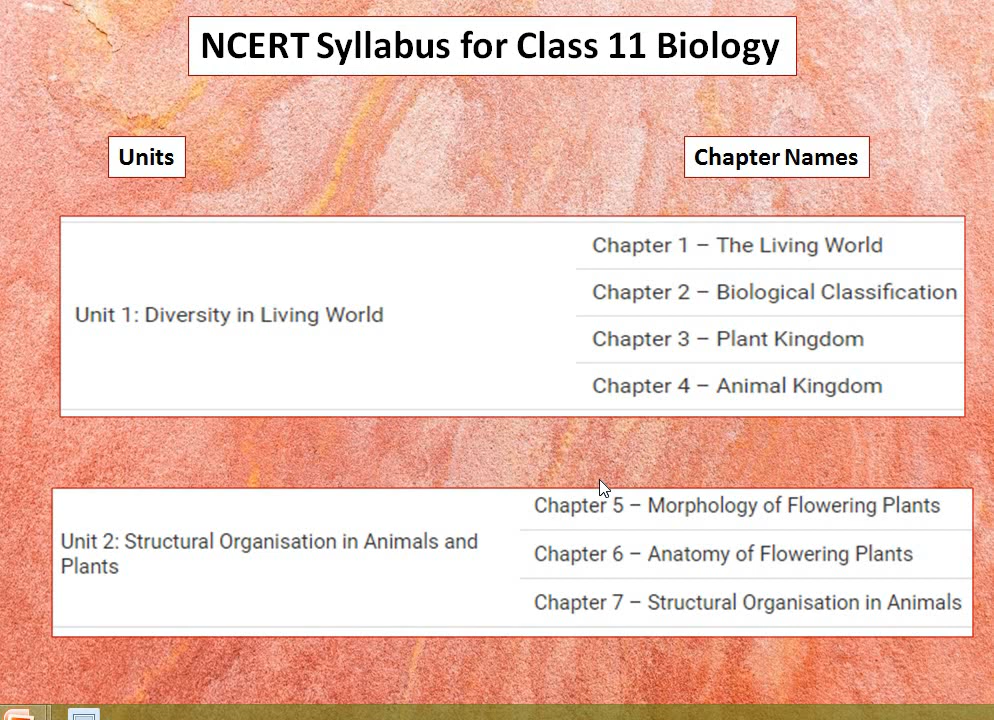 NCERT Syllabus for Class 11 Biology
Units
Chapter Names
Unit 1: Diversity in Living World
Chapter 1 – The Living World
Chapter 2 – Biological Classification
Chapter 3 – Plant Kingdom
Chapter 4 – Animal Kingdom
Unit 2: Structural Organisation in Animals and
Plants
Chapter 5 – Morphology of Flowering Plants
Chapter 6 – Anatomy of Flowering Plants
Chapter 7 – Structural Organisation in Animals